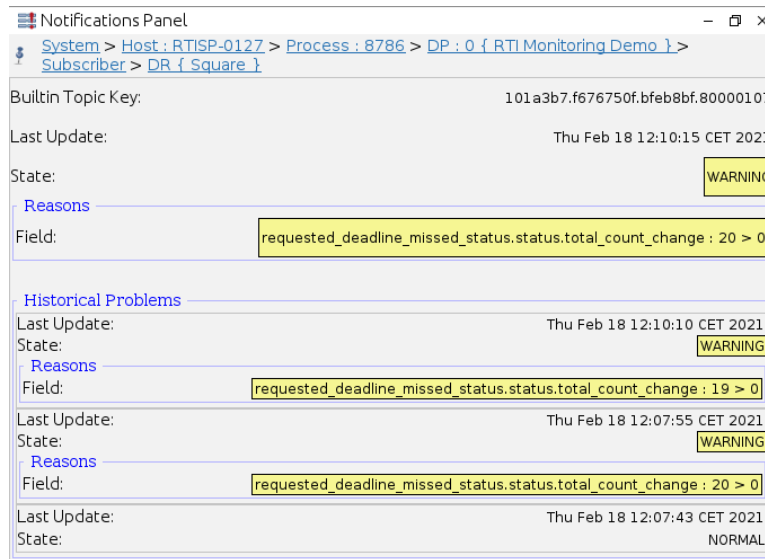 Notifications Panel
System > Host : RTISP-0127 > Process : 8786 > DP : 0 { RTI Monitoring Demo } >
Subscriber > DR { Square }
Builtin Topic Key: 101a3b7.f676750f.bfeb8bf.8000010
Last Update: Thu Feb 18 12:10:15 CET 202
State: WARNING
Reasons
Field: requested_deadline_missed_status.status.total_count_change : 20 > 0
Historical Problems
Last Update: Thu Feb 18 12:10:10 CET 2021
State: WARNING
Reasons
Field: requested_deadline_missed_status.status.total_count_change : 19 > 0
Last Update: Thu Feb 18 12:07:55 CET 2021
State: WARNING
Reasons
Field: requested_deadline_missed_status.status.total_count_change : 20 > 0
Last Update: Thu Feb 18 12:07:43 CET 2021
State: NORMAL